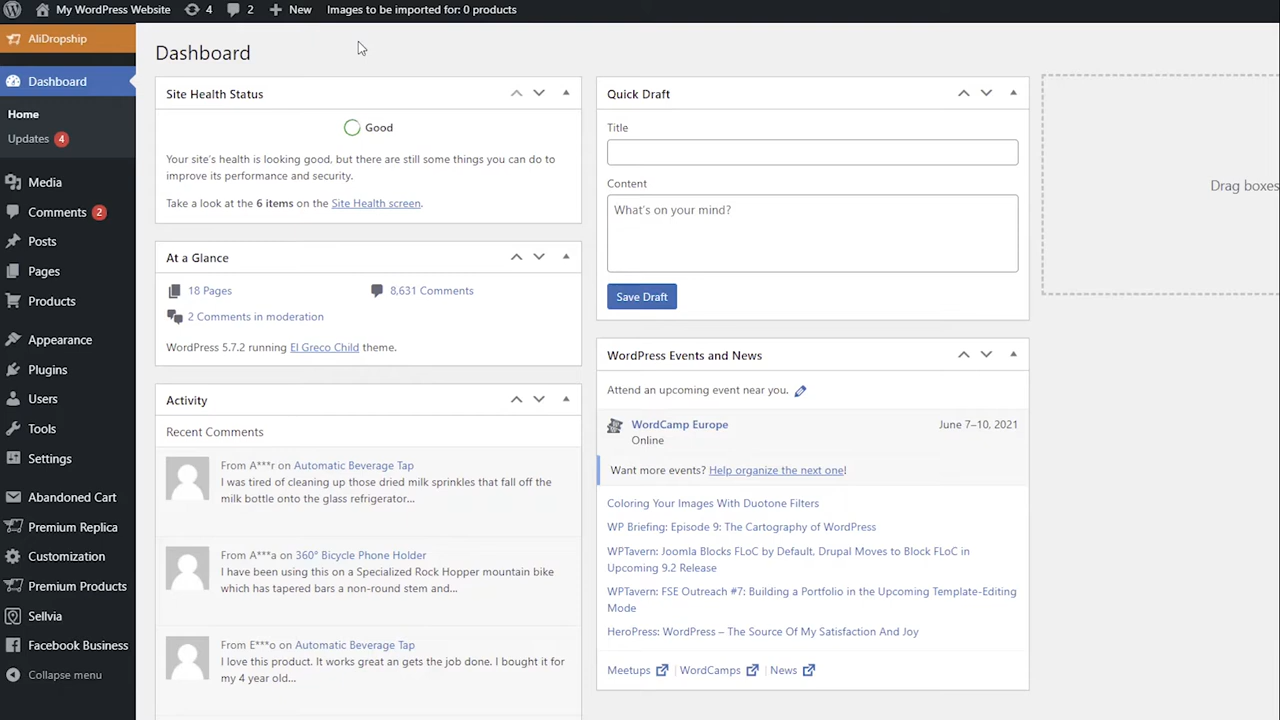 My WordPress Website 4 2 New Images to be imported for: 0 products
AliDropship
Dashboard
Home
Updates 4
Media
Comments 2
Posts
Pages
Products
Appearance
Plugins
Users
Tools
Settings
Abandoned Cart
Premium Replica
Customization
Premium Products
Sellvia
Facebook Business
Collapse menu
Dashboard
Site Health Status
Good
Your site's health is looking good, but there are still some things you can do to
improve its performance and security.
Take a look at the 6 items on the Site Health screen.
At a Glance
18 Pages
8,631 Comments
2 Comments in moderation
WordPress 5.7.2 running El Greco Child theme.
Activity
Recent Comments
From A***r on Automatic Beverage Tap
I was tired of cleaning up those dried milk sprinkles that fall off the
milk bottle onto the glass refrigerator...
From A***a on 360° Bicycle Phone Holder
I have been using this on a Specialized Rock Hopper mountain bike
which has tapered bars a non-round stem and...
From E***o on Automatic Beverage Tap
I love this product. It works great an gets the job done. I bought it for
my 4 year old...
Quick Draft
Title
Content
What's on your mind?
Save Draft
WordPress Events and News
Attend an upcoming event near you.
WordCamp Europe
June 7–10, 2021
Online
Want more events? Help organize the next one!
Coloring Your Images With Duotone Filters
WP Briefing: Episode 9: The Cartography of WordPress
WPTavern: Joomla Blocks FLoC by Default, Drupal Moves to Block FLoC in
Upcoming 9.2 Release
WPTavern: FSE Outreach #7: Building a Portfolio in the Upcoming Template-Editing
Mode
HeroPress: WordPress – The Source Of My Satisfaction And Joy
Meetups | WordCamps | News
Drag boxes